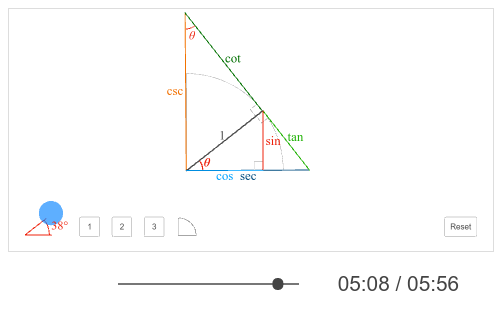 θ
cot
csc
1
sin
tan
θ
cos sec
38°
1 2 3 Reset
05:08 / 05:56